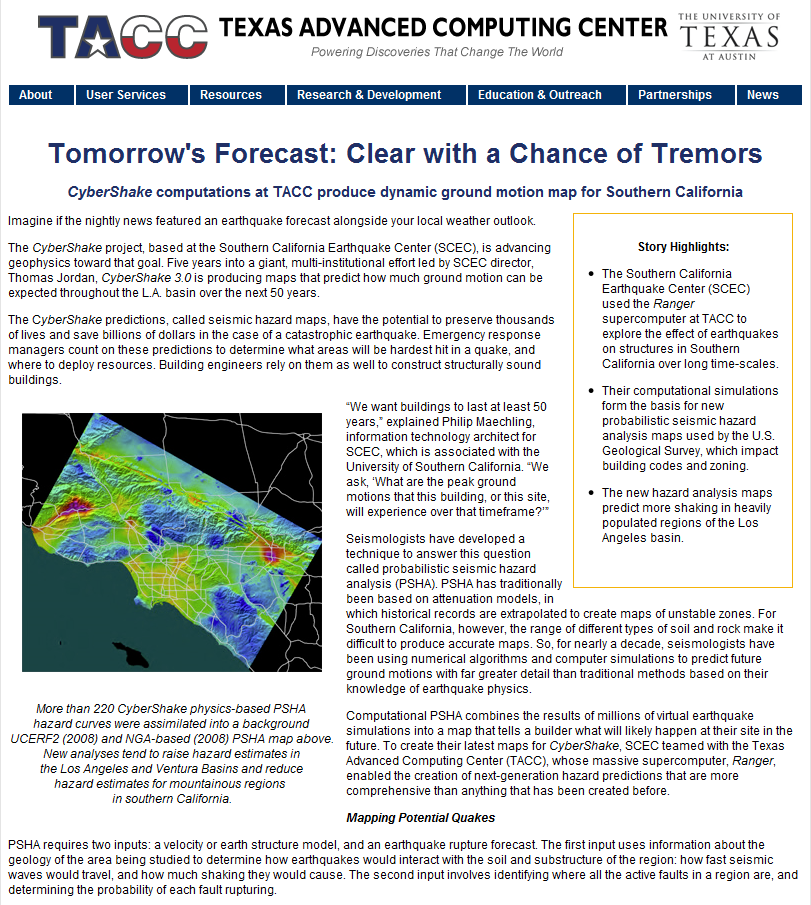 TACC
TEXAS ADVANCED COMPUTING CENTER
Powering Discoveries That Change The World
THE UNIVERSITY OF
TEXAS
AT AUSTIN
About User Services Resources Research & Development Education & Outreach Partnerships News
Tomorrow's Forecast: Clear with a Chance of Tremors
CyberShake computations at TACC produce dynamic ground motion map for Southern California
Imagine if the nightly news featured an earthquake forecast alongside your local weather outlook.
The CyberShake project, based at the Southern California Earthquake Center (SCEC), is advancing
geophysics toward that goal. Five years into a giant, multi-institutional effort led by SCEC director,
Thomas Jordan, CyberShake 3.0 is producing maps that predict how much ground motion can be
expected throughout the L.A. basin over the next 50 years.
The CyberShake predictions, called seismic hazard maps, have the potential to preserve thousands
of lives and save billions of dollars in the case of a catastrophic earthquake. Emergency response
managers count on these predictions to determine what areas will be hardest hit in a quake, and
where to deploy resources. Building engineers rely on them as well to construct structurally sound
buildings.
Story Highlights:
• The Southern California
Earthquake Center (SCEC)
used the Ranger
supercomputer at TACC to
explore the effect of earthquakes
on structures in Southern
California over long time-scales.
• Their computational simulations
form the basis for new
probabilistic seismic hazard
analysis maps used by the U.S.
Geological Survey, which impact
building codes and zoning.
• The new hazard analysis maps
predict more shaking in heavily
populated regions of the Los
Angeles basin.
“We want buildings to last at least 50
years,” explained Philip Maechling,
information technology architect for
SCEC, which is associated with the
University of Southern California. “We
ask, ‘What are the peak ground
motions that this building, or this site,
will experience over that timeframe?’”
Seismologists have developed a
technique to answer this question
called probabilistic seismic hazard
analysis (PSHA). PSHA has traditionally
been based on attenuation models, in
which historical records are extrapolated to create maps of unstable zones. For
Southern California, however, the range of different types of soil and rock make it
difficult to produce accurate maps. So, for nearly a decade, seismologists have
been using numerical algorithms and computer simulations to predict future
ground motions with far greater detail than traditional methods based on their
knowledge of earthquake physics.
More than 220 CyberShake physics-based PSHA
hazard curves were assimilated into a background
UCERF2 (2008) and NGA-based (2008) PSHA map above.
New analyses tend to raise hazard estimates in
the Los Angeles and Ventura Basins and reduce
hazard estimates for mountainous regions
in southern California.
Computational PSHA combines the results of millions of virtual earthquake
simulations into a map that tells a builder what will likely happen at their site in the
future. To create their latest maps for CyberShake, SCEC teamed with the Texas
Advanced Computing Center (TACC), whose massive supercomputer, Ranger,
enabled the creation of next-generation hazard predictions that are more
comprehensive than anything that has been created before.
Mapping Potential Quakes
PSHA requires two inputs: a velocity or earth structure model, and an earthquake rupture forecast. The first input uses information about the
geology of the area being studied to determine how earthquakes would interact with the soil and substructure of the region: how fast seismic
waves would travel, and how much shaking they would cause. The second input involves identifying where all the active faults in a region are, and
determining the probability of each fault rupturing.